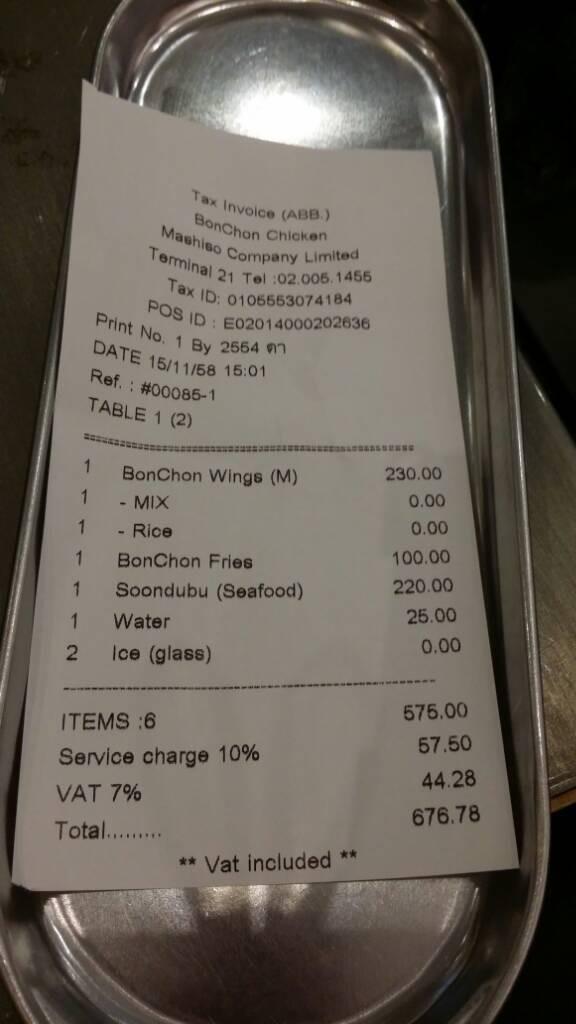 Tax Invoice (ABB.)
BonChon Chicken
Mashiso Company Limited
Terminal 21 Tel :02.005.1455
Tax ID: 0105553074184
POS ID : E02014000202636
Print No. 1 By 2554 ตา
DATE 15/11/58 15:01
Ref. : #00085-1
TABLE 1 (2)
1 BonChon Wings (M) 230.00
1 - MIX 0.00
1 - Rice 0.00
1 BonChon Fries 100.00
1 Soondubu (Seafood) 220.00
1 Water 25.00
2 Ice (glass) 0.00
ITEMS :6 575.00
Service charge 10% 57.50
VAT 7% 44.28
Total......... 676.78
** Vat included **